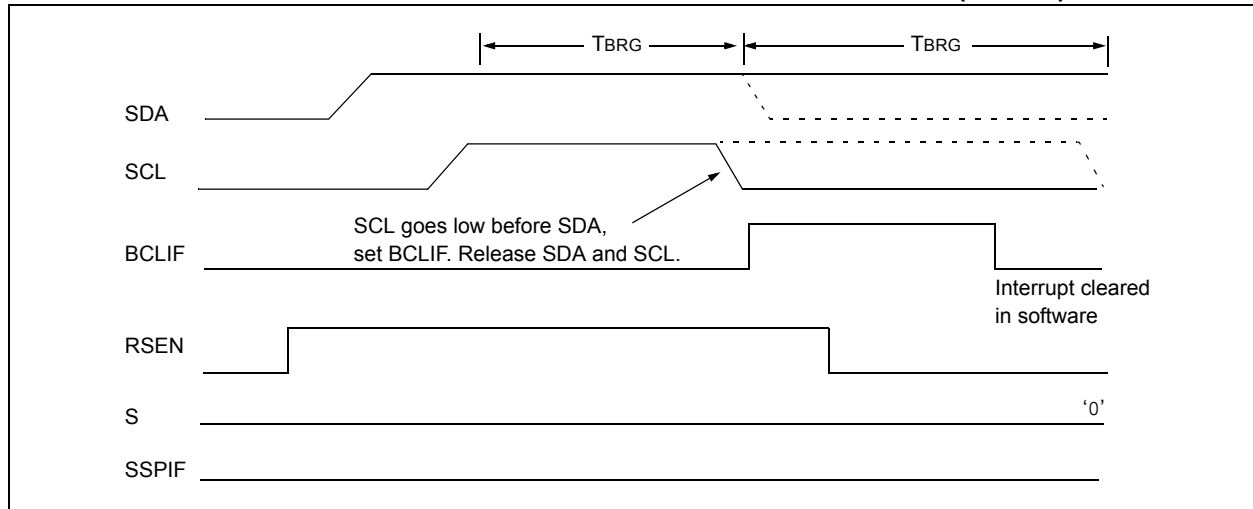 TBRG
TBRG
SDA
SCL
SCL goes low before SDA,
set BCLIF. Release SDA and SCL.
BCLIF
Interrupt cleared
in software
RSEN
S
‘0’
SSPIF